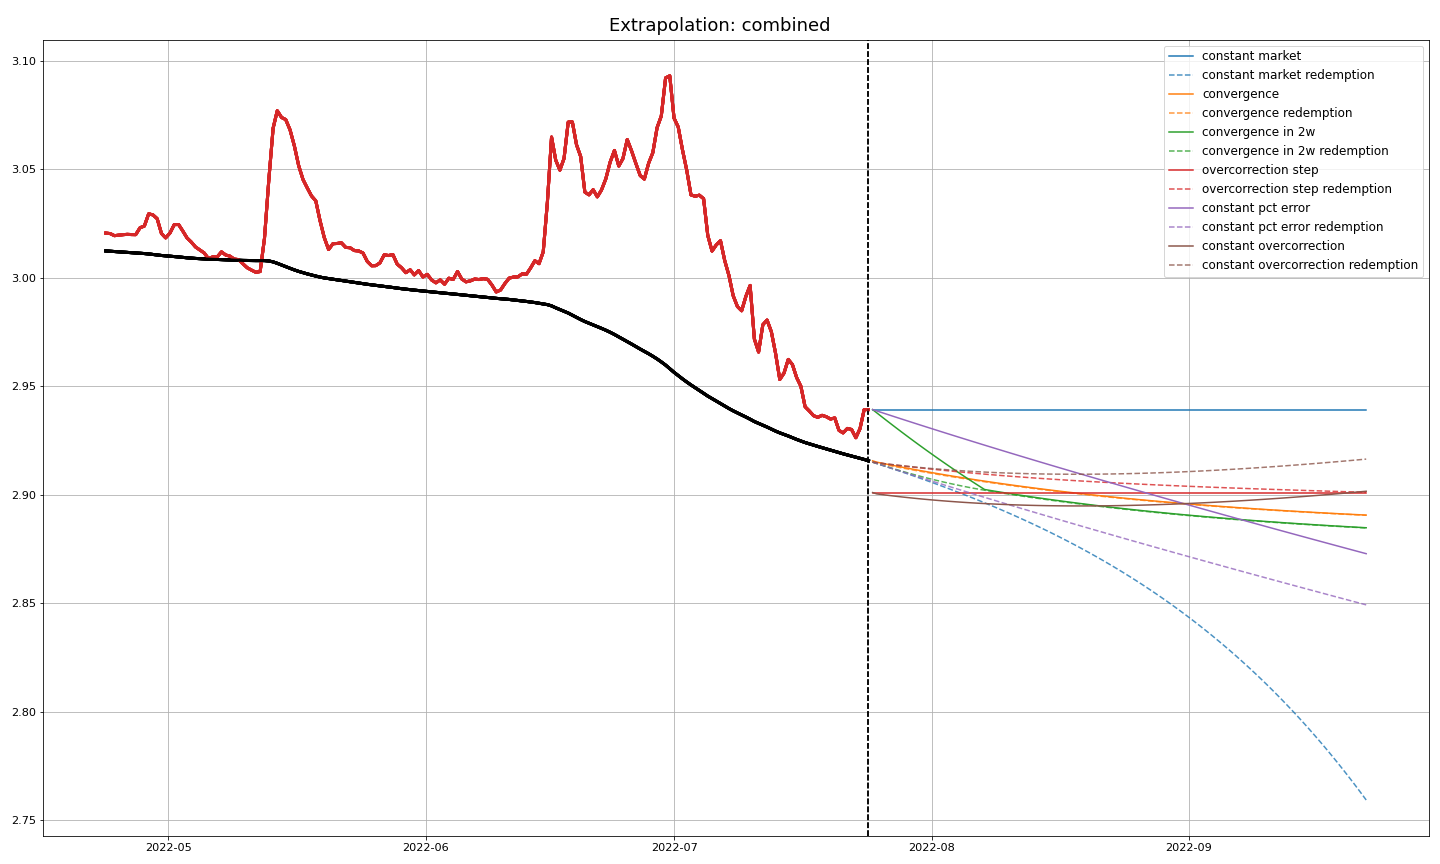 Extrapolation: combined
3.10
3.05
3.00
2.95
2.90
2.85
2.80
2.75
2022-05
2022-06
2022-07
2022-08
2022-09
constant market
constant market redemption
convergence
convergence redemption
convergence in 2w
convergence in 2w redemption
overcorrection step
overcorrection step redemption
constant pct error
constant pct error redemption
constant overcorrection
constant overcorrection redemption